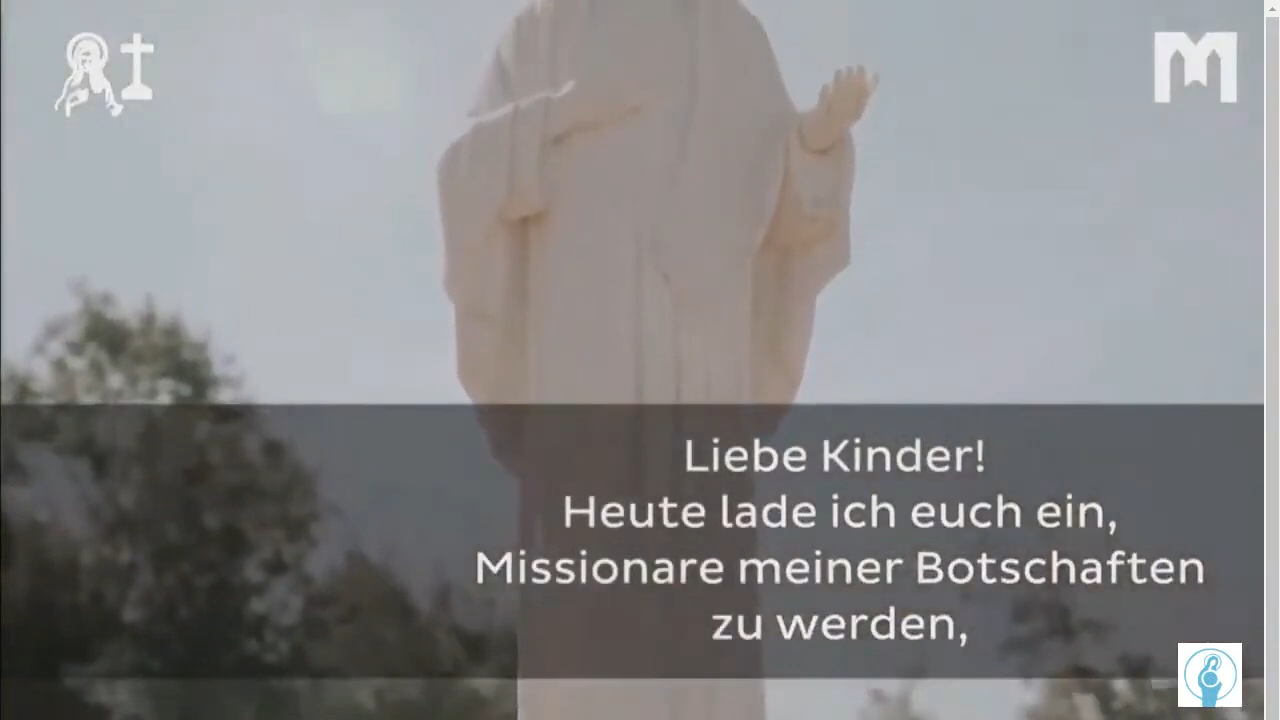 M
Liebe Kinder!
Heute lade ich euch ein,
Missionare meiner Botschaften
zu werden,